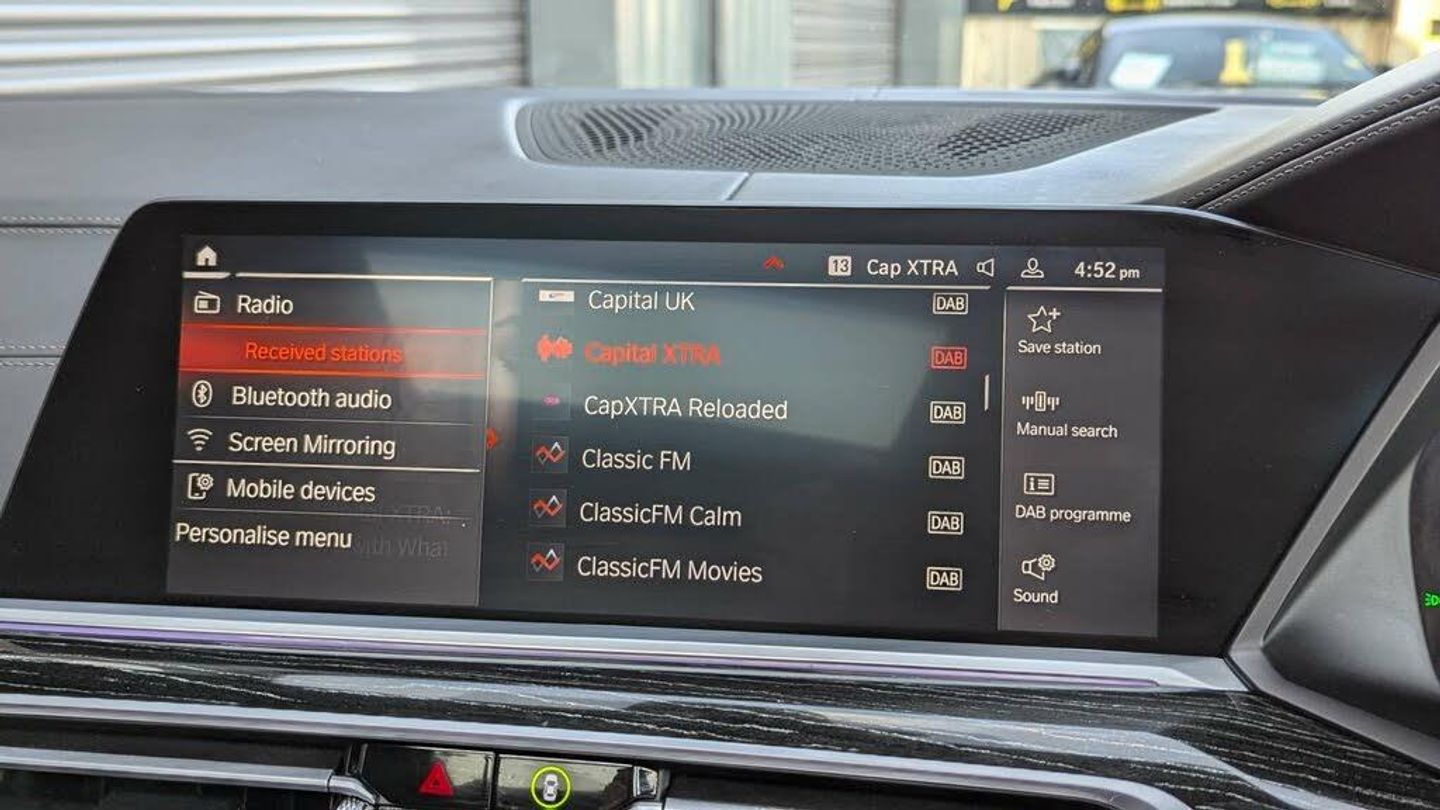 13 Cap XTRA 4:52 pm
Radio
Received stations
Bluetooth audio
Screen Mirroring
Mobile devices
Personalise menu
Capital UK DAB
Capital XTRA DAB
CapXTRA Reloaded DAB
Classic FM DAB
ClassicFM Calm DAB
ClassicFM Movies DAB
Save station
Manual search
DAB programme
Sound